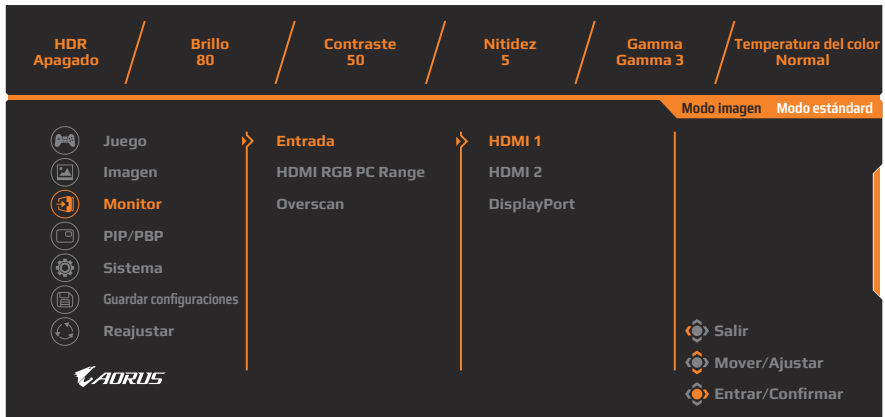 HDR
Apagado
Brillo
80
Contraste
50
Nitidez
5
Gamma
Gamma 3
Temperatura del color
Normal
Modo imagen Modo estándard
Juego
Imagen
Monitor
PIP/PBP
Sistema
Guardar configuraciones
Reajustar
Entrada
HDMI RGB PC Range
Overscan
HDMI 1
HDMI 2
DisplayPort
Salir
Mover/Ajustar
Entrar/Confirmar
AORUS